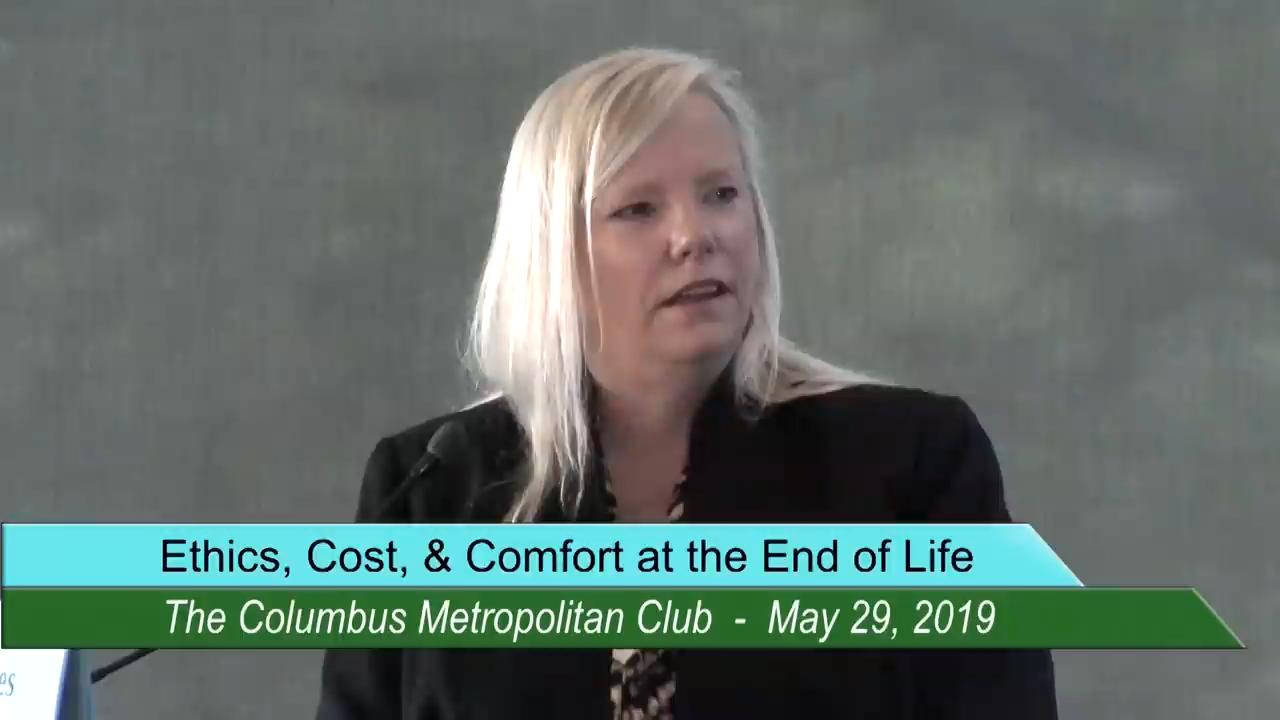 Ethics, Cost, & Comfort at the End of Life
The Columbus Metropolitan Club - May 29, 2019